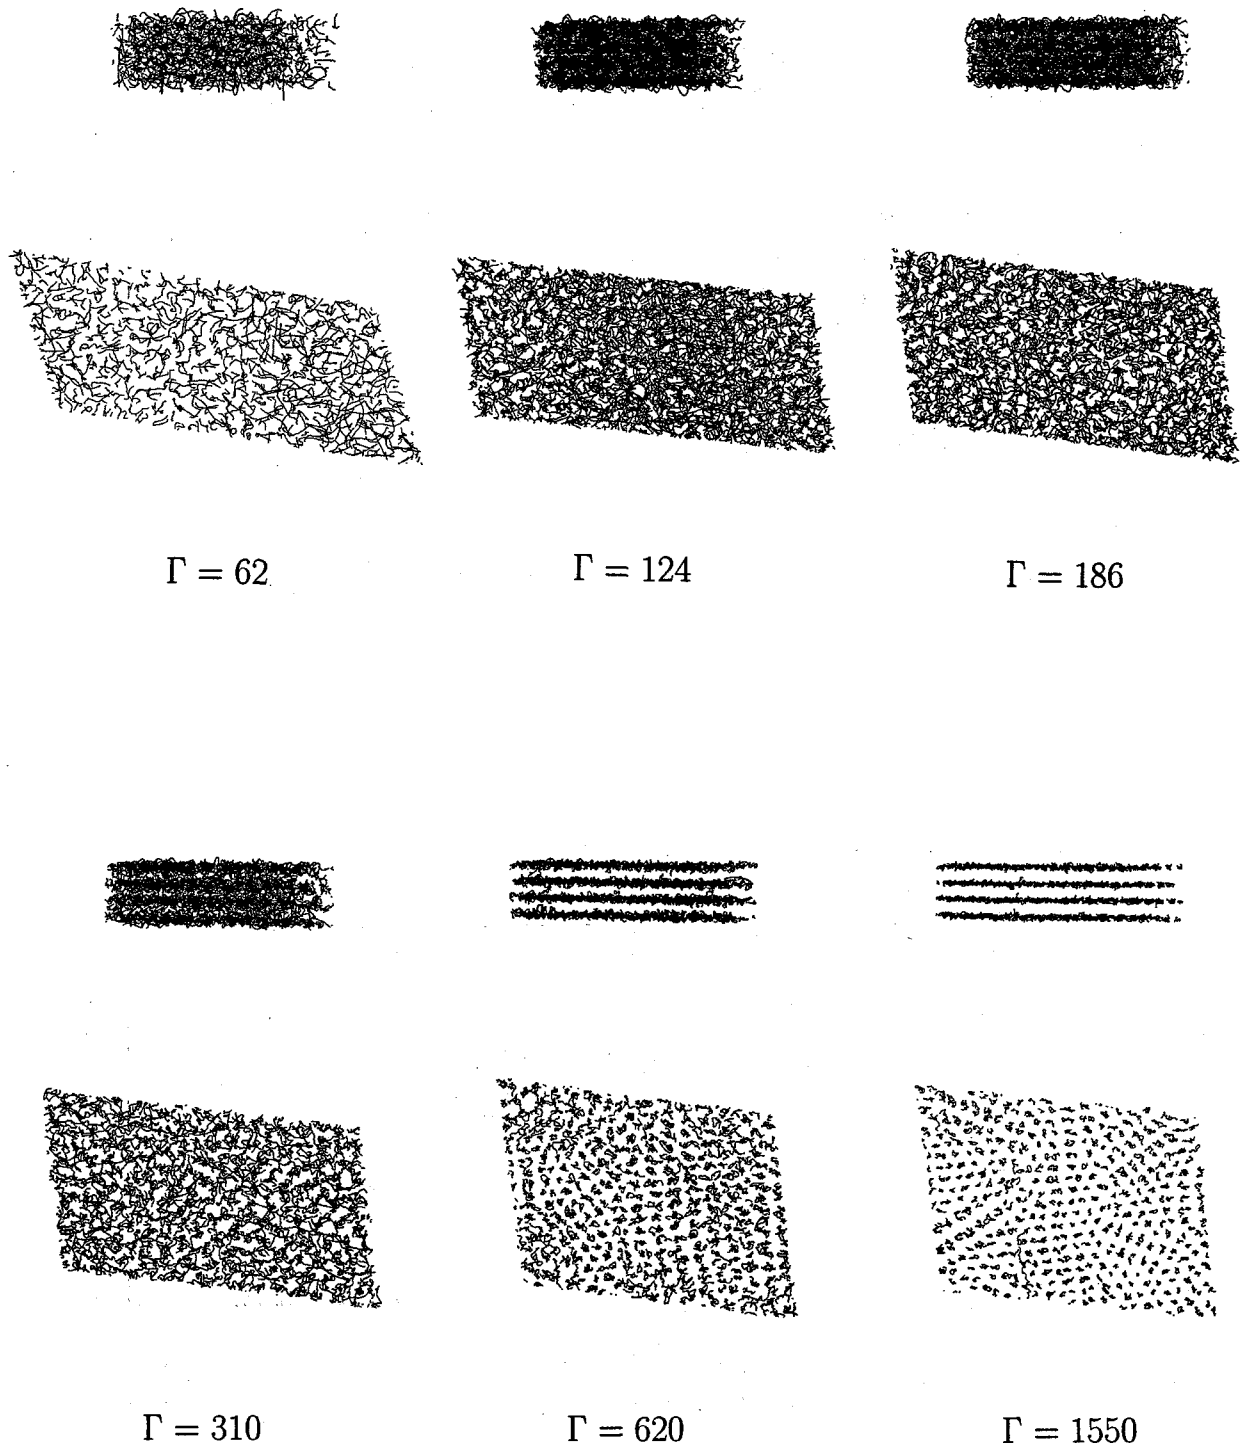 Γ = 62
Γ = 124
Γ = 186
Γ = 310
Γ = 620
Γ = 1550